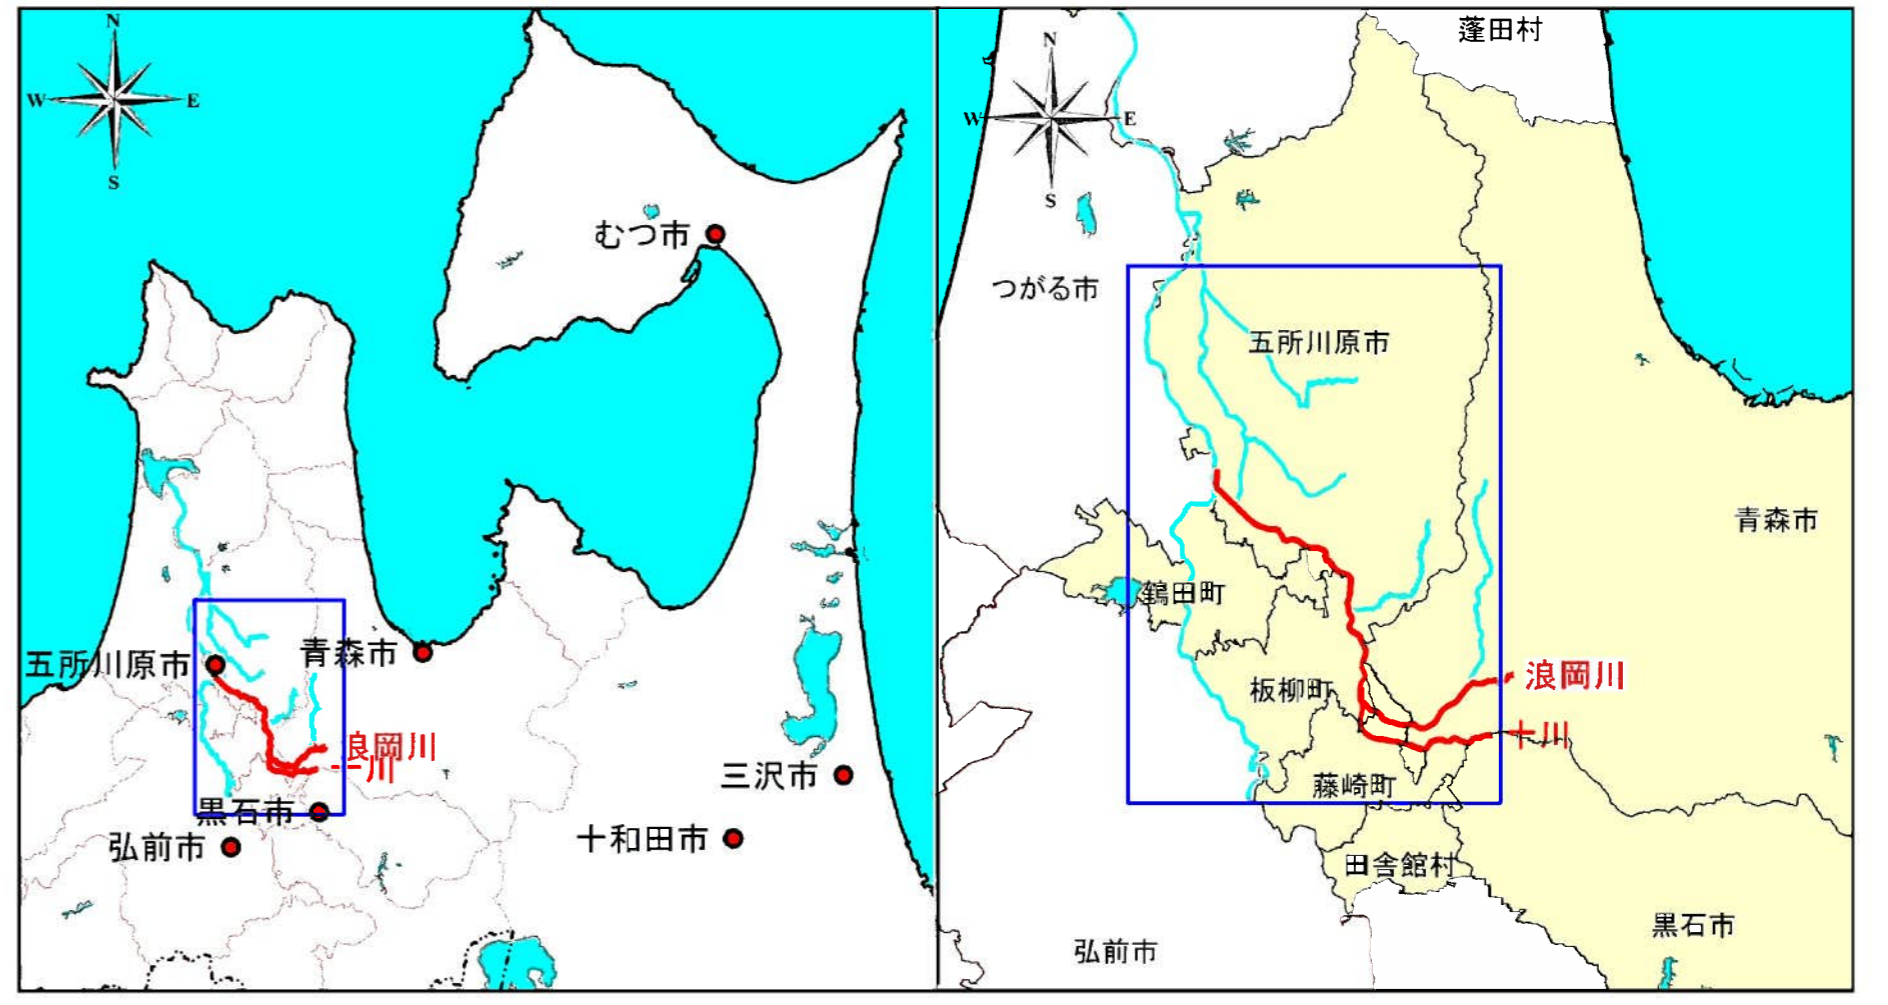 N
W
E
S
むつ市
五所川原市
青森市
浪岡川
十川
黒石市
弘前市
三沢市
十和田市
蓬田村
N
W
E
S
つがる市
五所川原市
青森市
鶴田町
板柳町
浪岡川
十川
藤崎町
田舎館村
黒石市
弘前市